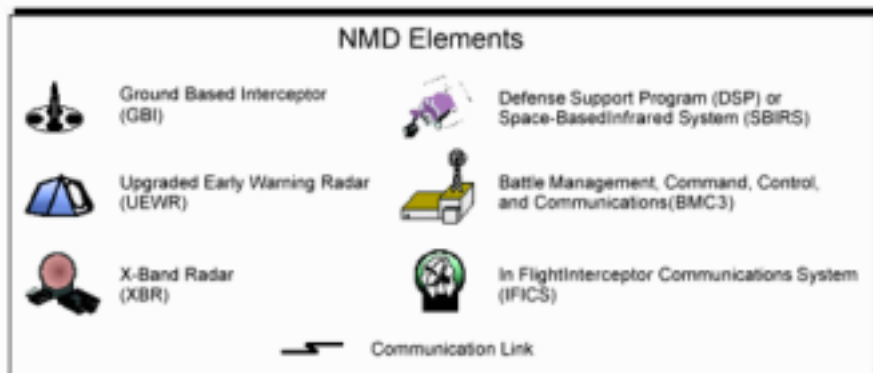 NMD Elements
Ground Based Interceptor
(GBI)
Defense Support Program (DSP) or
Space-BasedInfrared System (SBIRS)
Upgraded Early Warning Radar
(UEWR)
Battle Management, Command, Control,
and Communications(BMC3)
X-Band Radar
(XBR)
In FlightInterceptor Communications System
(IFICS)
Communication Link